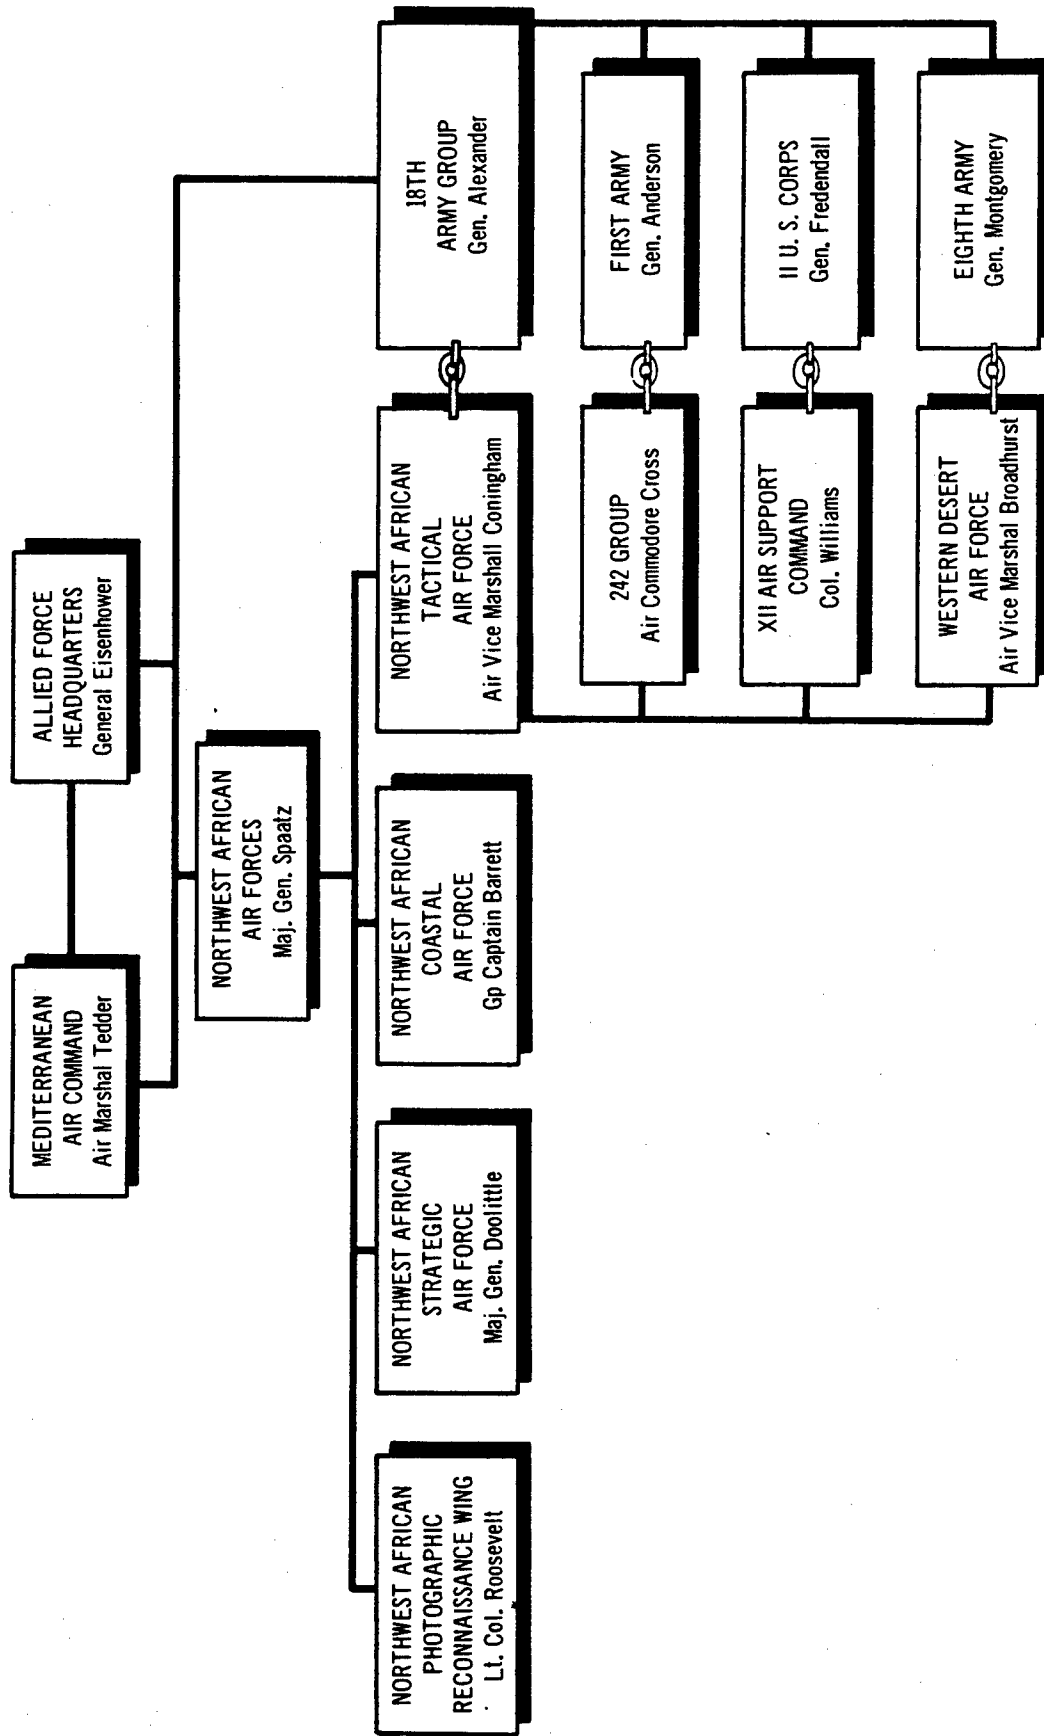 MEDITERRANEAN
AIR COMMAND
Air Marshal Tedder
ALLIED FORCE
HEADQUARTERS
General Eisenhower
NORTHWEST AFRICAN
AIR FORCES
Maj. Gen. Spaatz
NORTHWEST AFRICAN
PHOTOGRAPHIC
RECONNAISSANCE WING
Lt. Col. Roosevelt
NORTHWEST AFRICAN
STRATEGIC
AIR FORCE
Maj. Gen. Doolittle
NORTHWEST AFRICAN
COASTAL
AIR FORCE
Gp Captain Barrett
NORTHWEST AFRICAN
TACTICAL
AIR FORCE
Air Vice Marshall Coningham
18TH
ARMY GROUP
Gen. Alexander
242 GROUP
Air Commodore Cross
FIRST ARMY
Gen. Anderson
XII AIR SUPPORT
COMMAND
Col. Williams
II U. S. CORPS
Gen. Fredendall
WESTERN DESERT
AIR FORCE
Air Vice Marshal Broadhurst
EIGHTH ARMY
Gen. Montgomery